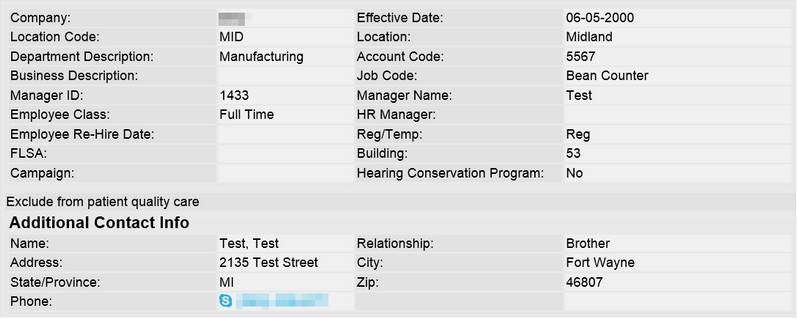 Company: Effective Date: 06-05-2000
Location Code: MID Location: Midland
Department Description: Manufacturing Account Code: 5567
Business Description: Job Code: Bean Counter
Manager ID: 1433 Manager Name: Test
Employee Class: Full Time HR Manager:
Employee Re-Hire Date: Reg/Temp: Reg
FLSA: Building: 53
Campaign: Hearing Conservation Program: No
Exclude from patient quality care
Additional Contact Info
Name: Test, Test Relationship: Brother
Address: 2135 Test Street City: Fort Wayne
State/Province: MI Zip: 46807
Phone: